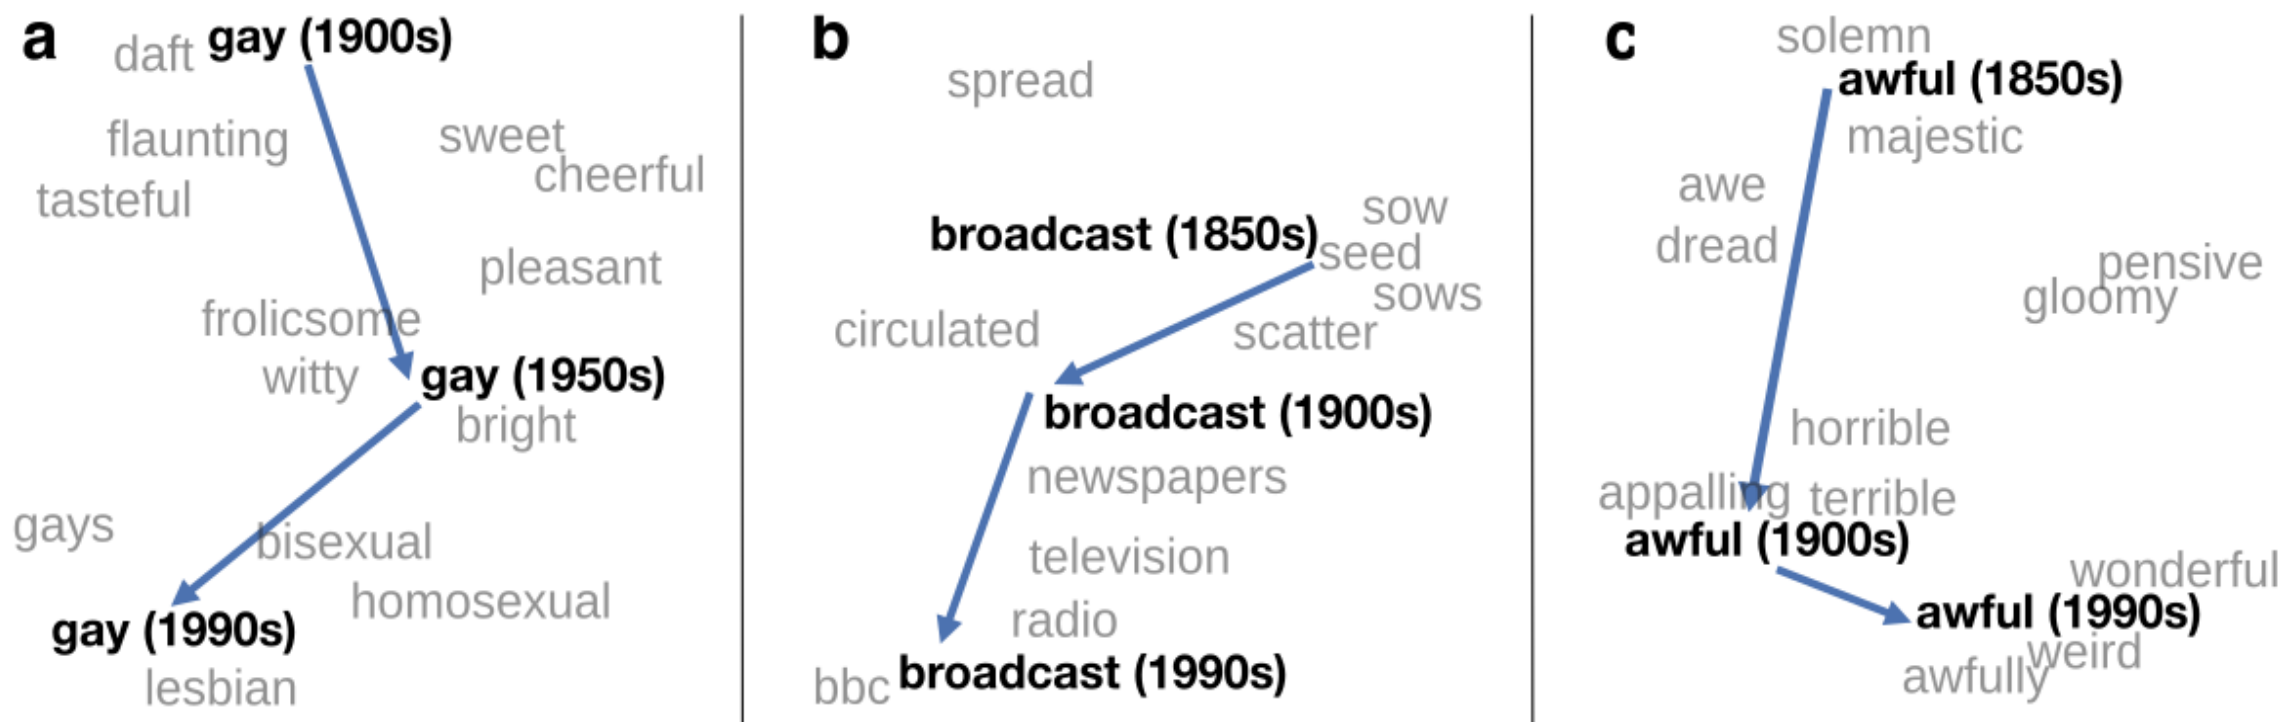 a
daft gay (1900s)
flaunting
sweet
cheerful
tasteful
pleasant
frolicsome
witty
gay (1950s)
bright
gays
bisexual
homosexual
gay (1990s)
lesbian
b
spread
broadcast (1850s)
sow
seed
sows
circulated
scatter
broadcast (1900s)
newspapers
television
radio
bbc broadcast (1990s)
c
solemn
awful (1850s)
majestic
awe
dread
pensive
gloomy
horrible
appalling terrible
awful (1900s)
wonderful
awful (1990s)
weird
awfully